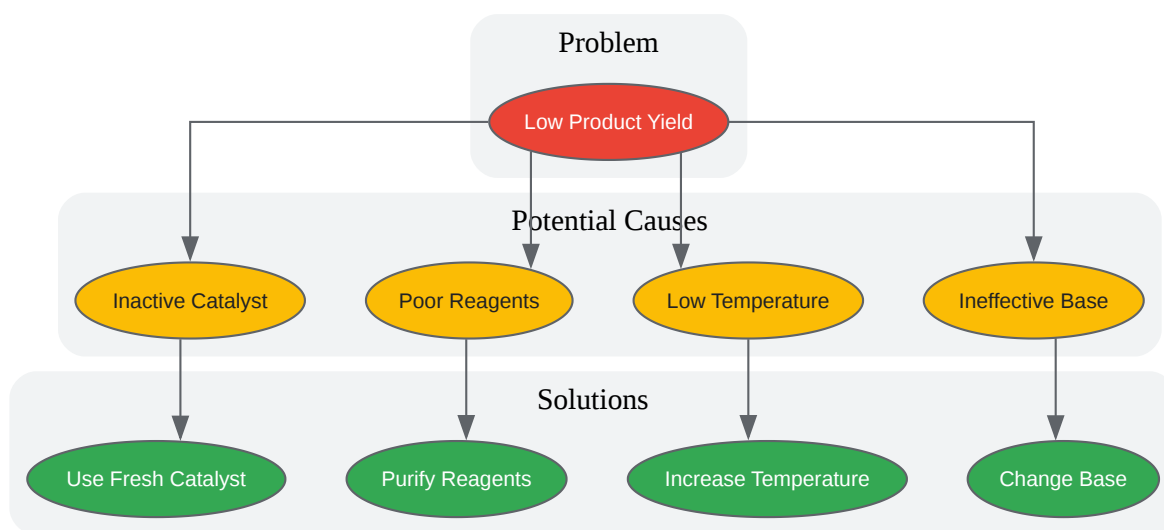 Problem
Low Product Yield
Potential Causes
Inactive Catalyst
Poor Reagents
Low Temperature
Ineffective Base
Solutions
Use Fresh Catalyst
Purify Reagents
Increase Temperature
Change Base